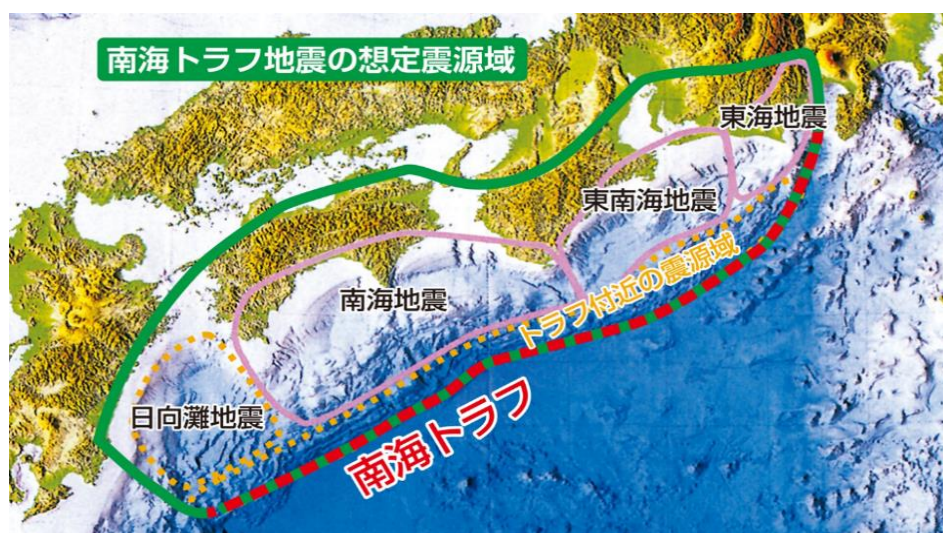 南海トラフ地震の想定震源域
東海地震
東南海地震
トラフ付近の震源域
南海地震
日向灘地震
南海トラフ